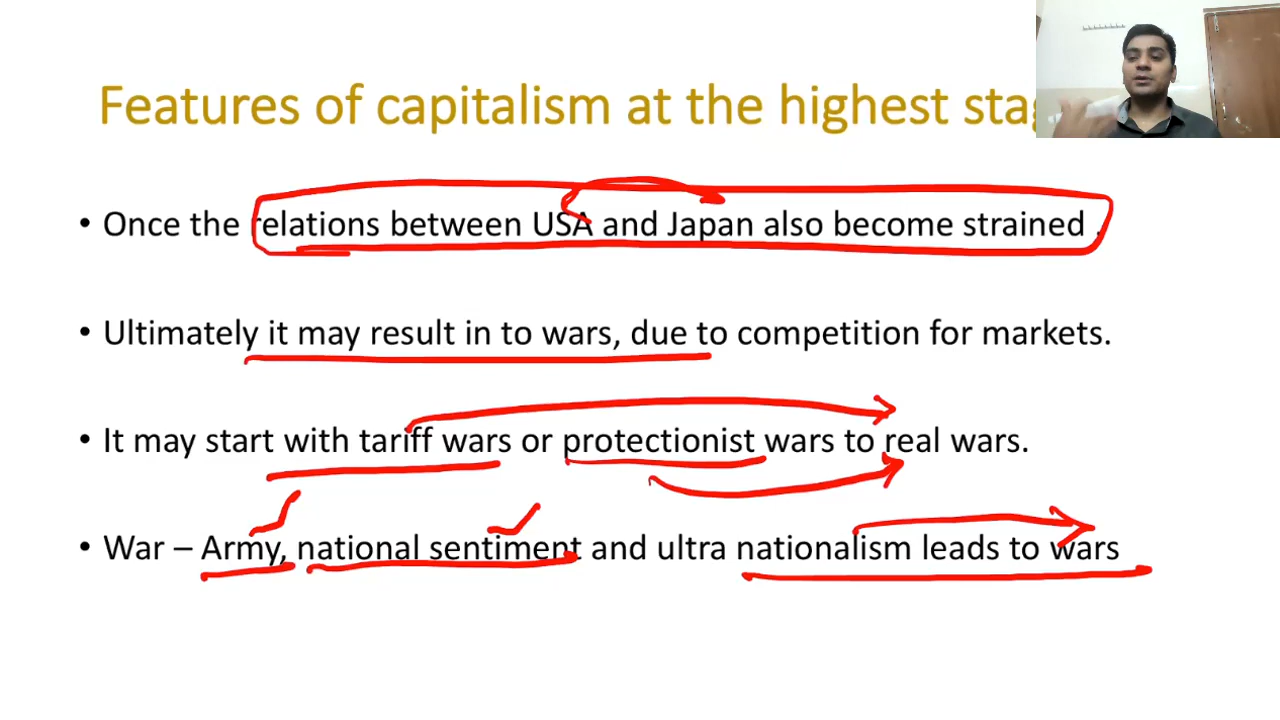 Features of capitalism at the highest
• Once the relations between USA and Japan also become strained .
• Ultimately it may result in to wars, due to competition for markets.
• It may start with tariff wars or protectionist wars to real wars.
• War – Army, national sentiment and ultra nationalism leads to wars